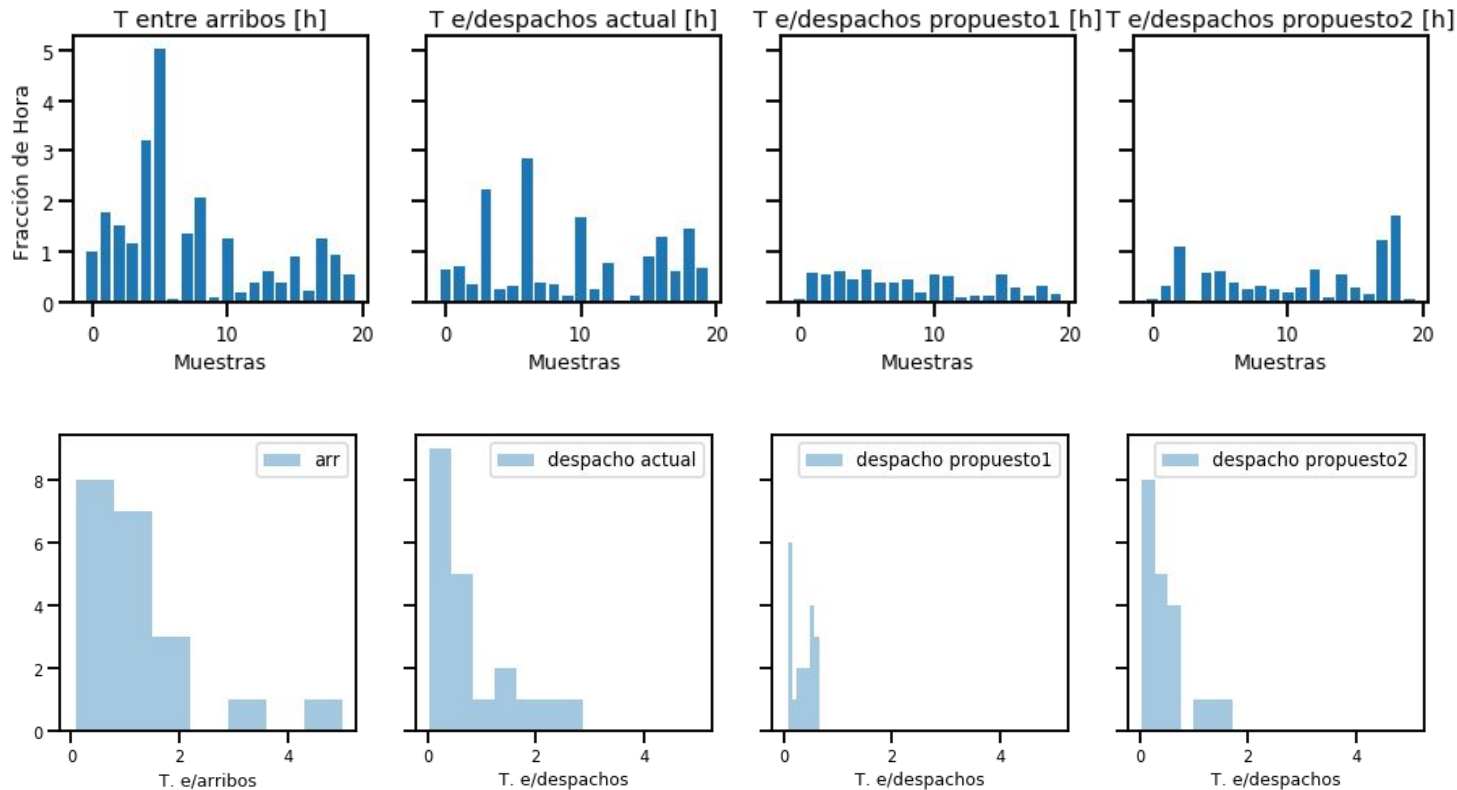 T entre arribos [h]
T e/despachos actual [h]
T e/despachos propuesto1 [h]
T e/despachos propuesto2 [h]
Fracción de Hora
5
4
3
2
1
0
0 10 20
0 10 20
0 10 20
0 10 20
Muestras
Muestras
Muestras
Muestras
arr
despacho actual
despacho propuesto1
despacho propuesto2
8
6
4
2
0
0 2 4
0 2 4
0 2 4
0 2 4
T. e/arribos
T. e/despachos
T. e/despachos
T. e/despachos